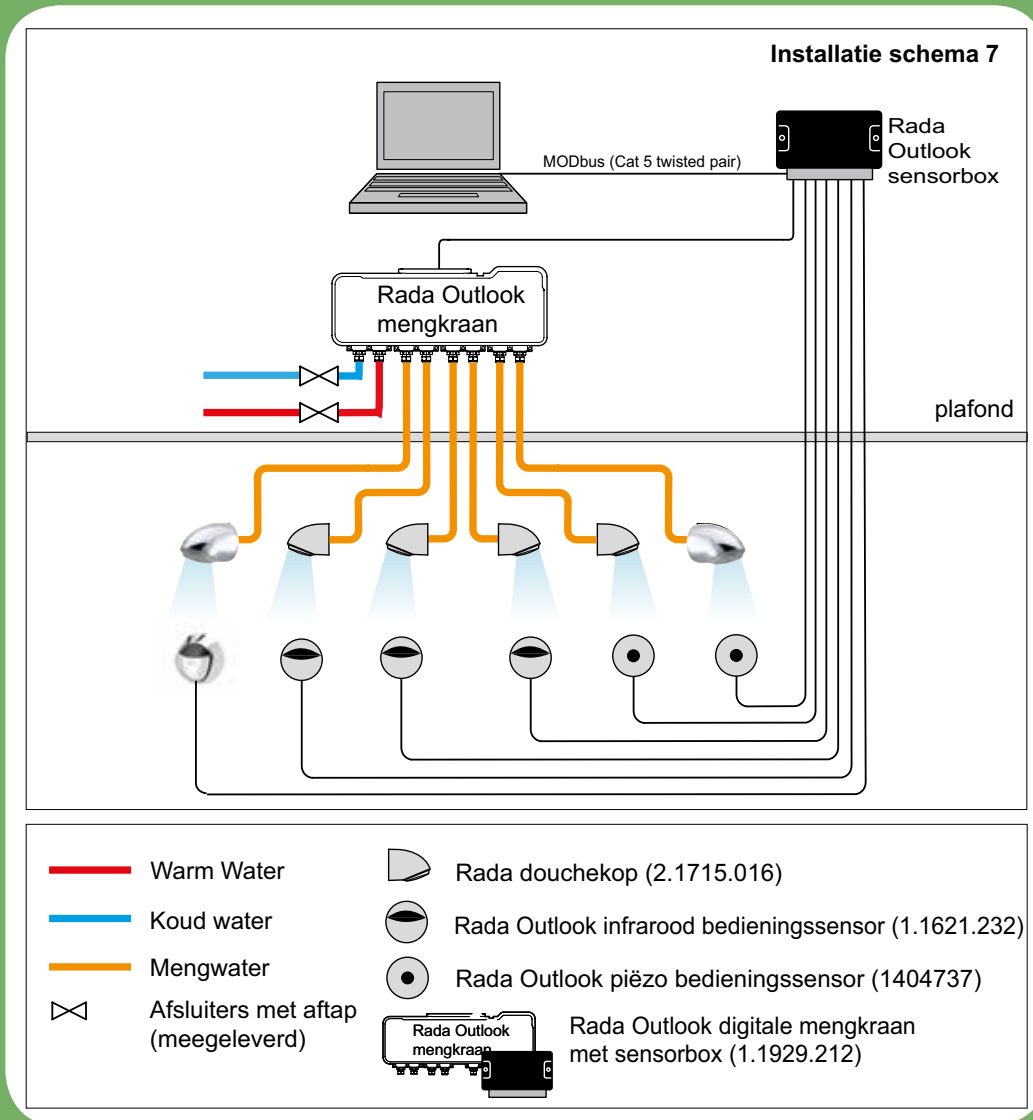 Installatie schema 7
Rada
Outlook
sensorbox
MODbus (Cat 5 twisted pair)
Rada Outlook
mengkraan
plafond
Warm Water
Koud water
Mengwater
Afsluiters met aftap
(meegeleverd)
Rada douchekop (2.1715.016)
Rada Outlook infrarood bedieningssensor (1.1621.232)
Rada Outlook piëzo bedieningssensor (1404737)
Rada Outlook
mengkraan
Rada Outlook digitale mengkraan
met sensorbox (1.1929.212)